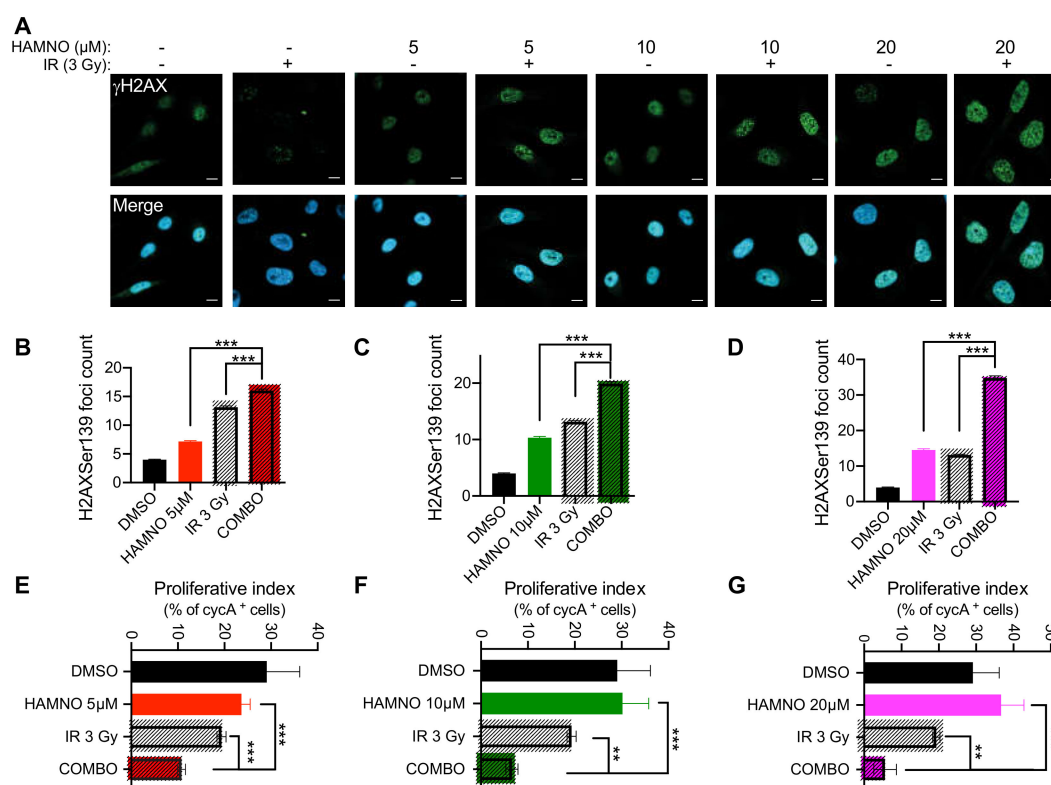 A
HAMNO (μM): - - 5 5 10 10 20 20
IR (3 Gy): - + - + - + - +
γH2AX
Merge
B
H2AXSer139 foci count
20
15
10
5
0
*** 
***
DMSO
HAMNO 5μM
IR 3 Gy
COMBO
C
H2AXSer139 foci count
20
10
0
***
***
DMSO
HAMNO 10μM
IR 3 Gy
COMBO
D
H2AXSer139 foci count
40
30
20
10
0
***
***
DMSO
HAMNO 20μM
IR 3 Gy
COMBO
E
Proliferative index
(% of cycA + cells)
0 10 20 30 40
DMSO
HAMNO 5μM
IR 3 Gy
COMBO
***
***
F
Proliferative index
(% of cycA + cells)
0 10 20 30 40
DMSO
HAMNO 10μM
IR 3 Gy
COMBO
**
***
G
Proliferative index
(% of cycA + cells)
0 10 20 30 40
DMSO
HAMNO 20μM
IR 3 Gy
COMBO
**